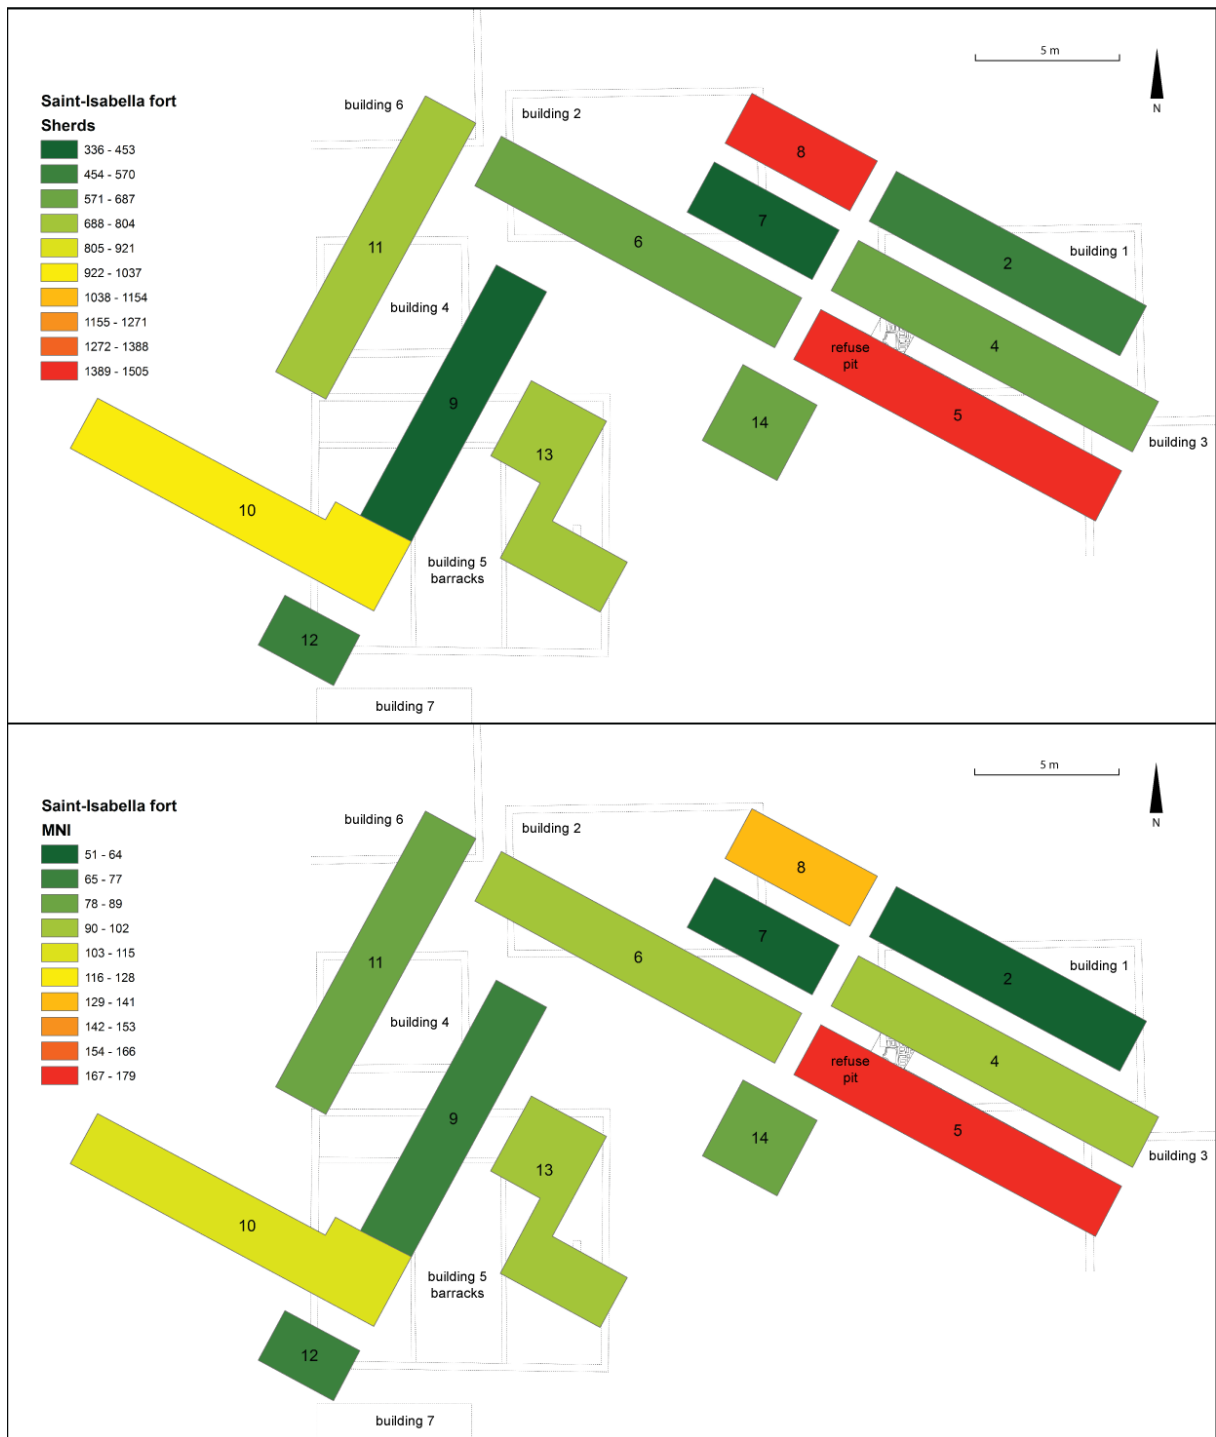 Saint-Isabella fort
Sherds
336 - 453
454 - 570
571 - 687
688 - 804
805 - 921
922 - 1037
1038 - 1154
1155 - 1271
1272 - 1388
1389 - 1505
5 m
N
building 6
building 2
8
7
2
building 1
6
11
building 4
4
refuse
pit
9
5
14
building 3
13
10
building 5
barracks
12
building 7
Saint-Isabella fort
MNI
51 - 64
65 - 77
78 - 89
90 - 102
103 - 115
116 - 128
129 - 141
142 - 153
154 - 166
167 - 179
5 m
N
building 6
building 2
8
7
2
building 1
6
11
building 4
4
refuse
pit
9
5
14
building 3
13
10
building 5
barracks
12
building 7